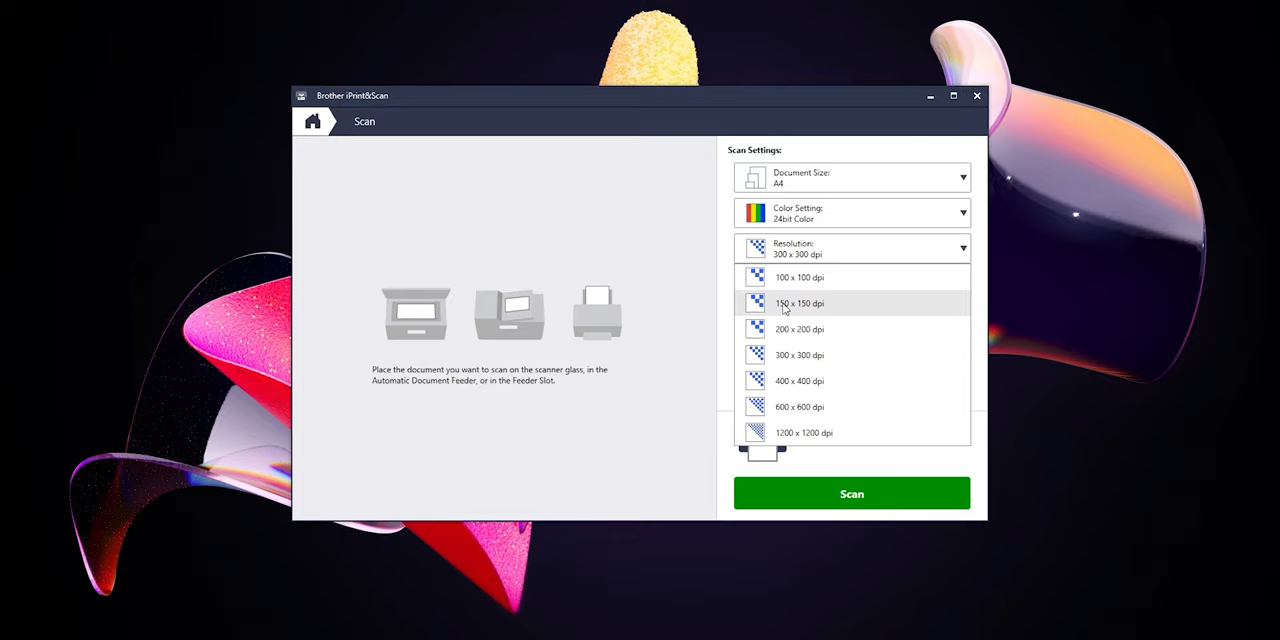 Brother iPrint&Scan
Scan
Scan Settings:
Document Size:
A4
Color Setting:
24bit Color
Resolution:
300 x 300 dpi
100 x 100 dpi
150 x 150 dpi
200 x 200 dpi
300 x 300 dpi
400 x 400 dpi
600 x 600 dpi
1200 x 1200 dpi
Place the document you want to scan on the scanner glass, in the
Automatic Document Feeder, or in the Feeder Slot.
Scan